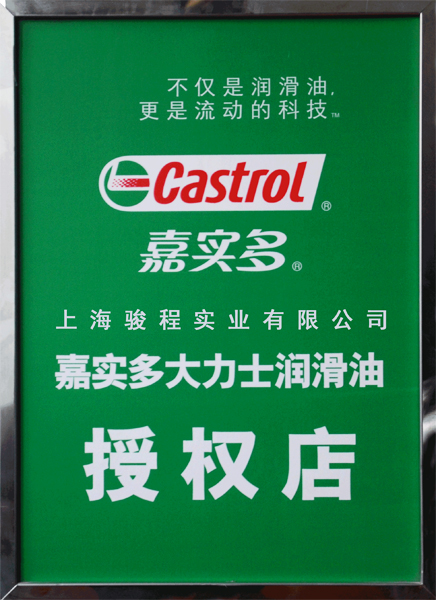 不仅是润滑油,
更是流动的科技™
Castrol®
嘉实多®
上海骏程实业有限公司
嘉实多大力士润滑油
授权店